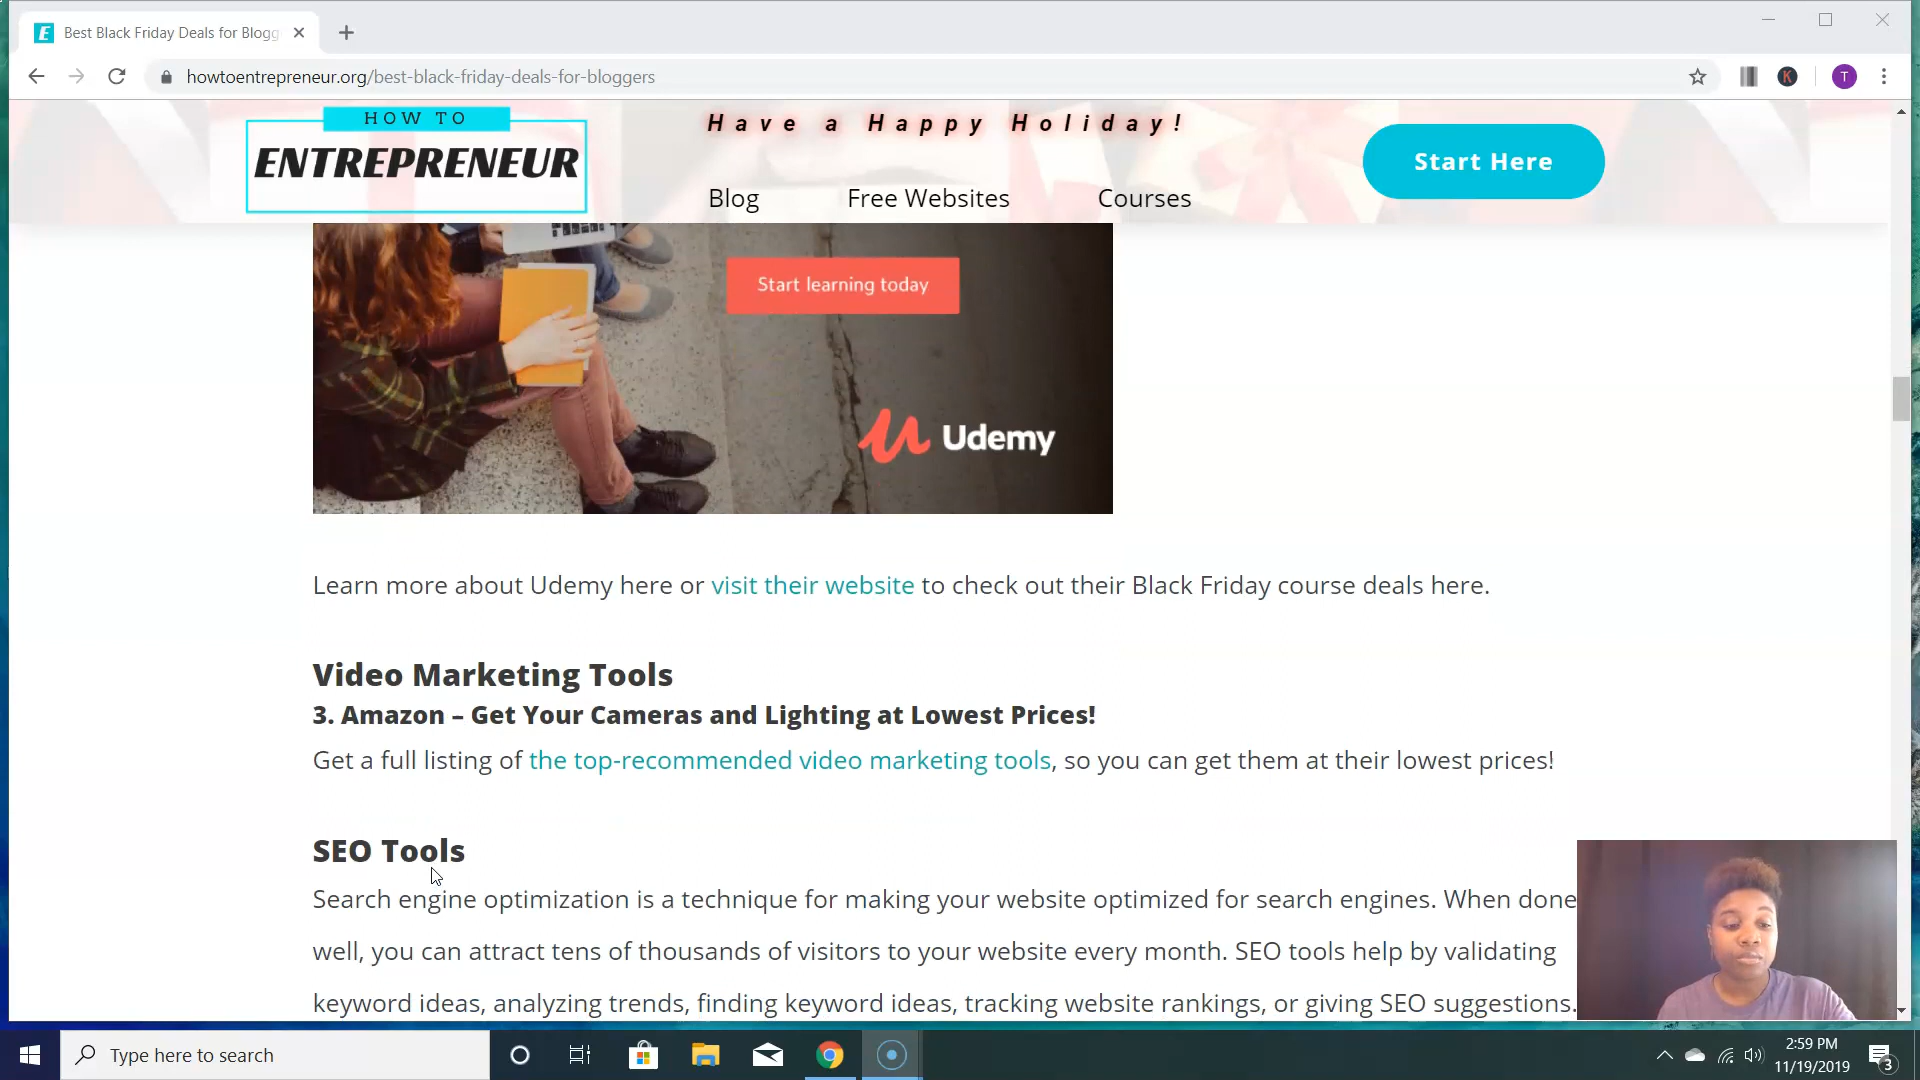 Best Black Friday Deals for Blogg
howtoentrepreneur.org/best-black-friday-deals-for-bloggers
K
T
HOW TO
ENTREPRENEUR
Have a Happy Holiday!
Blog
Free Websites
Courses
Start Here
Start learning today
Udemy
Learn more about Udemy here or visit their website to check out their Black Friday course deals here.
Video Marketing Tools
3. Amazon – Get Your Cameras and Lighting at Lowest Prices!
Get a full listing of the top-recommended video marketing tools, so you can get them at their lowest prices!
SEO Tools
Search engine optimization is a technique for making your website optimized for search engines. When done
well, you can attract tens of thousands of visitors to your website every month. SEO tools help by validating
keyword ideas, analyzing trends, finding keyword ideas, tracking website rankings, or giving SEO suggestions.
Type here to search
2:59 PM
11/19/2019
3